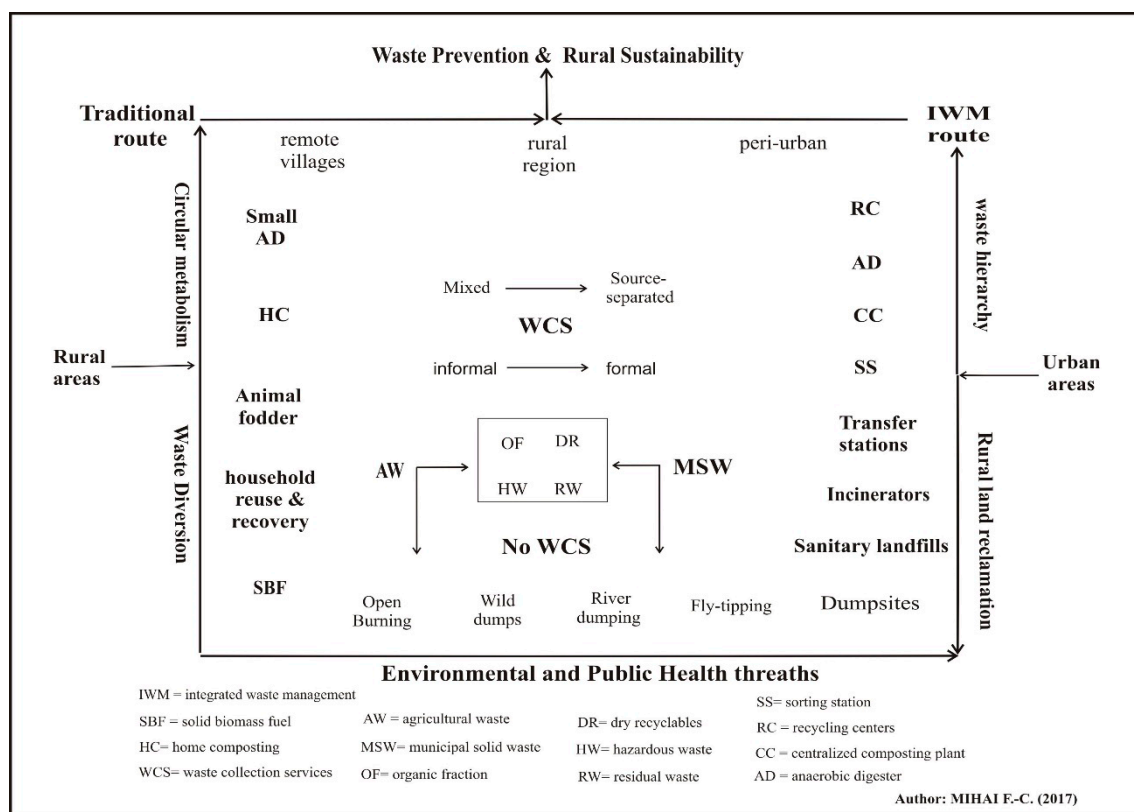 Waste Prevention & Rural Sustainability
Traditional
route
IWM
route
remote
villages
rural
region
peri-urban
Circular metabolism
Small
AD
RC
waste hierarchy
AD
Mixed
Source-
separated
HC
WCS
CC
Rural
areas
informal
formal
SS
Urban
areas
Animal
fodder
Transfer
stations
Waste Diversion
OF
DR
AW
MSW
Rural land reclamation
household
reuse &
recovery
HW
RW
Incinerators
No WCS
Sanitary landfills
SBF
Open
Burning
Wild
dumps
River
dumping
Fly-tipping
Dumpsites
Environmental and Public Health threaths
IWM = integrated waste management
SBF = solid biomass fuel
HC= home composting
WCS= waste collection services
AW = agricultural waste
MSW= municipal solid waste
OF= organic fraction
DR= dry recyclables
HW= hazardous waste
RW= residual waste
SS= sorting station
RC = recycling centers
CC = centralized composting plant
AD = anaerobic digester
Author: MIHAI F.-C. (2017)